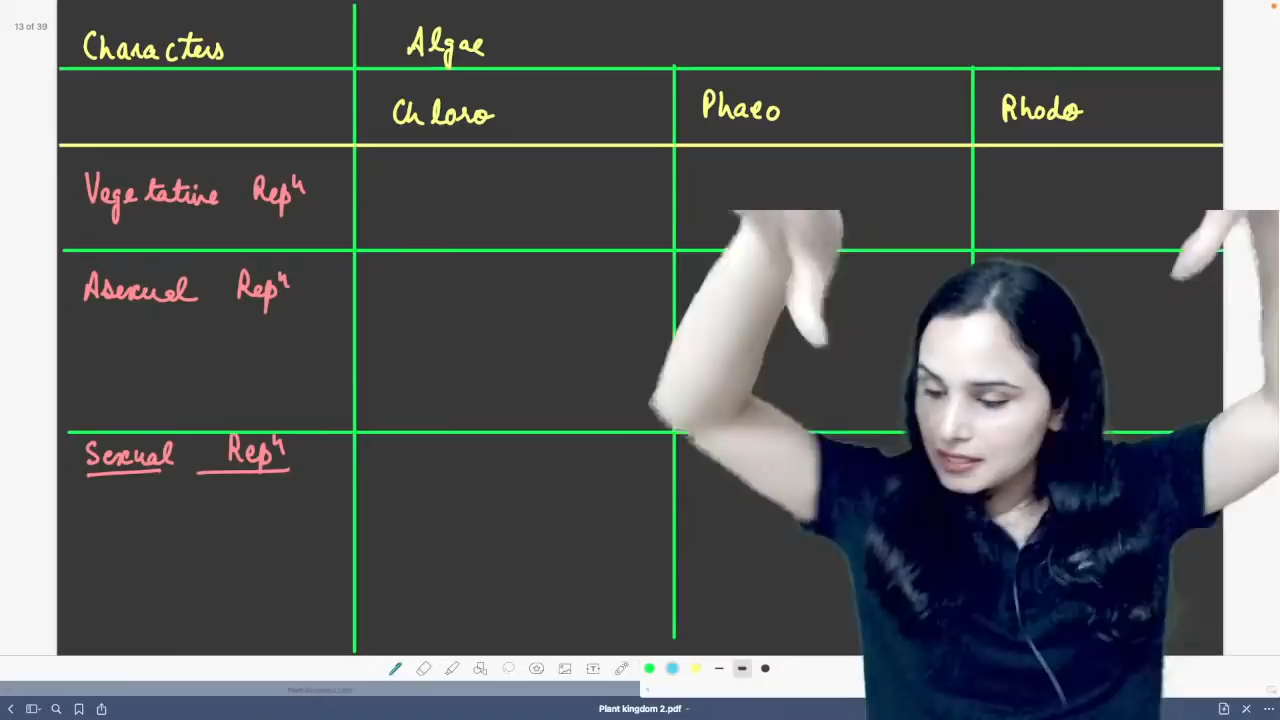 13 of 39
Characters Algae
Chloro Phaeo Rhodo
Vegetative Repⁿ
Asexual Repⁿ
Sexual Repⁿ
Plant kingdom 2.pdf